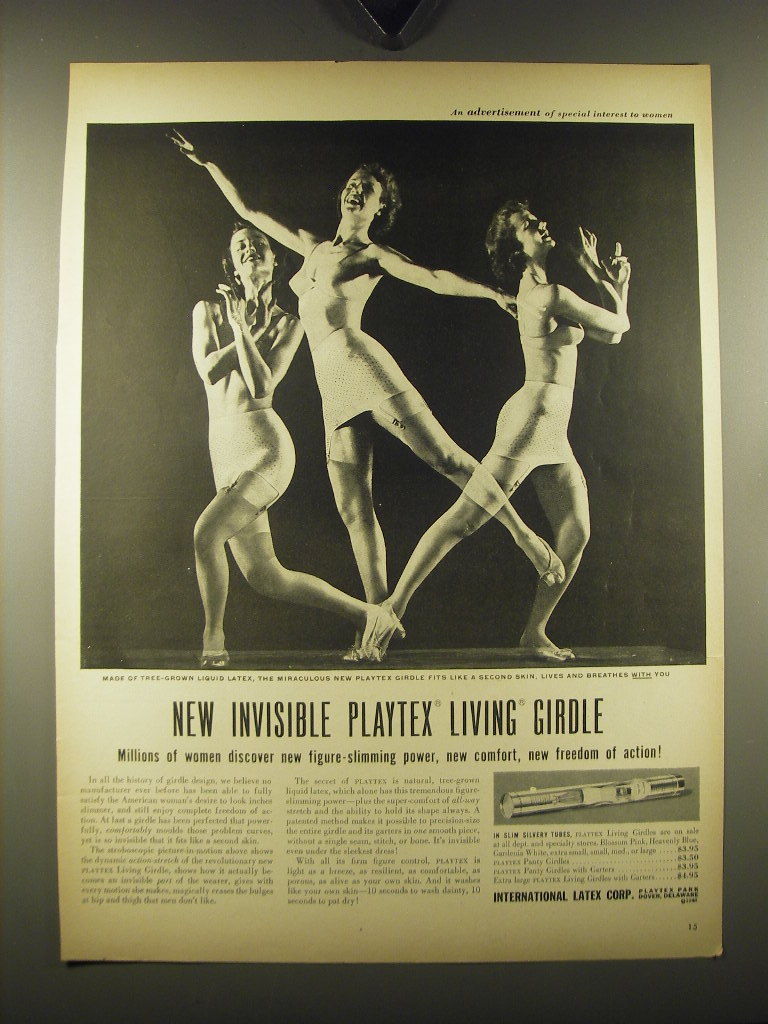 An advertisement of special interest to women
MADE OF TREE-GROWN LIQUID LATEX, THE MIRACULOUS NEW PLAYTEX GIRDLE FITS LIKE A SECOND SKIN, LIVES AND BREATHES WITH YOU
NEW INVISIBLE PLAYTEX® LIVING® GIRDLE
Millions of women discover new figure-slimming power, new comfort, new freedom of action!
In all the history of girdle design, we believe no
manufacturer ever before has been able to fully
satisfy the American woman's desire to look inches
slimmer, and still enjoy complete freedom of ac-
tion. At last a girdle has been perfected that power-
fully, comfortably moulds those problem curves,
yet is so invisible that it fits like a second skin.
The stroboscopic picture-in-motion above shows
the dynamic action-stretch of the revolutionary new
PLAYTEX Living Girdle, shows how it actually be-
comes an invisible part of the wearer, gives with
every motion she makes, magically erases the bulges
at hip and thigh that men don't like.
The secret of PLAYTEX is natural, tree-grown
liquid latex, which alone has this tremendous figure-
slimming power—plus the super-comfort of all-way
stretch and the ability to hold its shape always. A
patented method makes it possible to precision-size
the entire girdle and its garters in one smooth piece,
without a single seam, stitch, or bone. It's invisible
even under the sleekest dress!
With all its firm figure control, PLAYTEX is
light as a breeze, as resilient, as comfortable, as
porous, as alive as your own skin. And it washes
like your own skin—10 seconds to wash dainty, 10
seconds to pat dry!
IN SLIM SILVERY TUBES, PLAYTEX Living Girdles are on sale
at all dept. and specialty stores. Blossom Pink, Heavenly Blue,
Gardenia White, extra small, small, med., or large . . . . $3.95
PLAYTEX Panty Girdles . . . . $3.50
PLAYTEX Panty Girdles with Garters . . . . $3.95
Extra large PLAYTEX Living Girdles with Garters . . . . $4.95
INTERNATIONAL LATEX CORP. PLAYTEX PARK
DOVER, DELAWARE
15